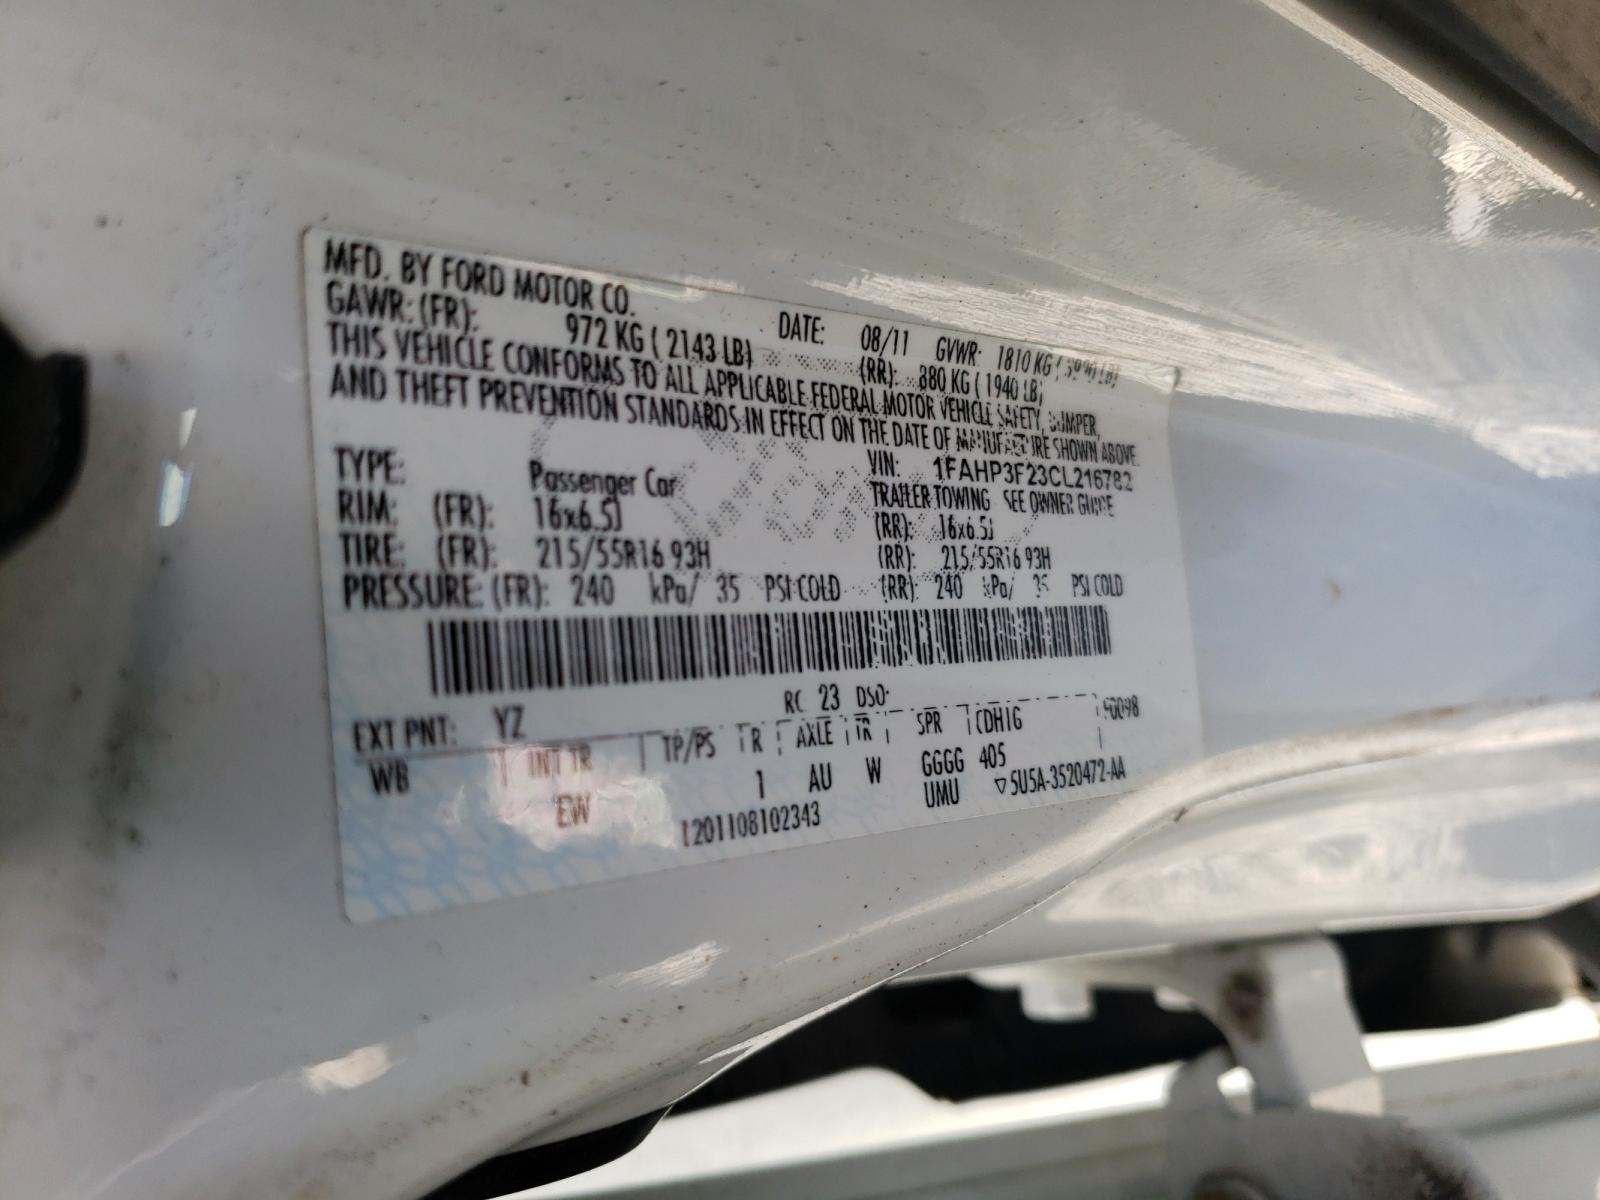 MFD. BY FORD MOTOR CO.
DATE: 08/11 GVWR: 1810 KG ( LB)
GAWR: (FR): 972 KG ( 2143 LB) (RR): 880 KG ( 1940 LB)
THIS VEHICLE CONFORMS TO ALL APPLICABLE FEDERAL MOTOR VEHICLE SAFETY, BUMPER,
AND THEFT PREVENTION STANDARDS IN EFFECT ON THE DATE OF MANUFACTURE SHOWN ABOVE.
VIN: 1FAHP3F23CL216782
TYPE: Passenger Car TRAILER TOWING SEE OWNER GUIDE
RIM: (FR): 16x6.5J (RR): 16x6.5J
TIRE: (FR): 215/55R16 93H (RR): 215/55R16 93H
PRESSURE: (FR): 240 kPa/ 35 PSI COLD (RR): 240 kPa/ 35 PSI COLD
RC 23 DSO:
EXT PNT: YZ
WB INT TR TP/PS R AXLE TR SPR CDH1G
EW 1 AU W GGGG 405
UMU ▽5U5A-3520472-AA
1201108102343